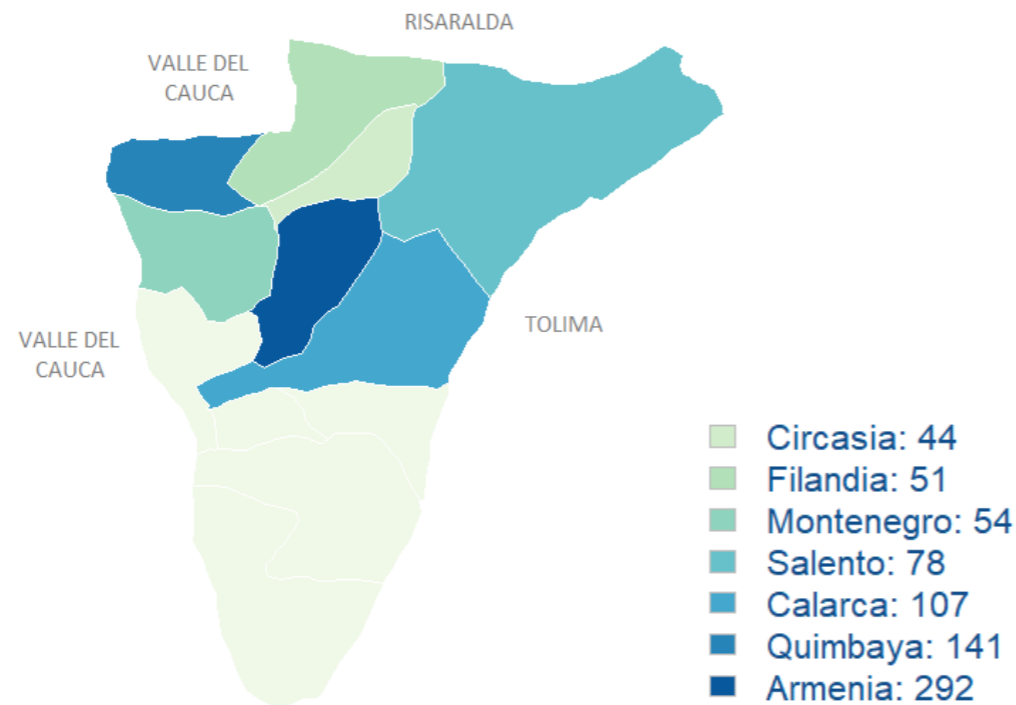 RISARALDA
VALLE DEL
CAUCA
TOLIMA
VALLE DEL
CAUCA
Circasia: 44
Filandia: 51
Montenegro: 54
Salento: 78
Calarca: 107
Quimbaya: 141
Armenia: 292